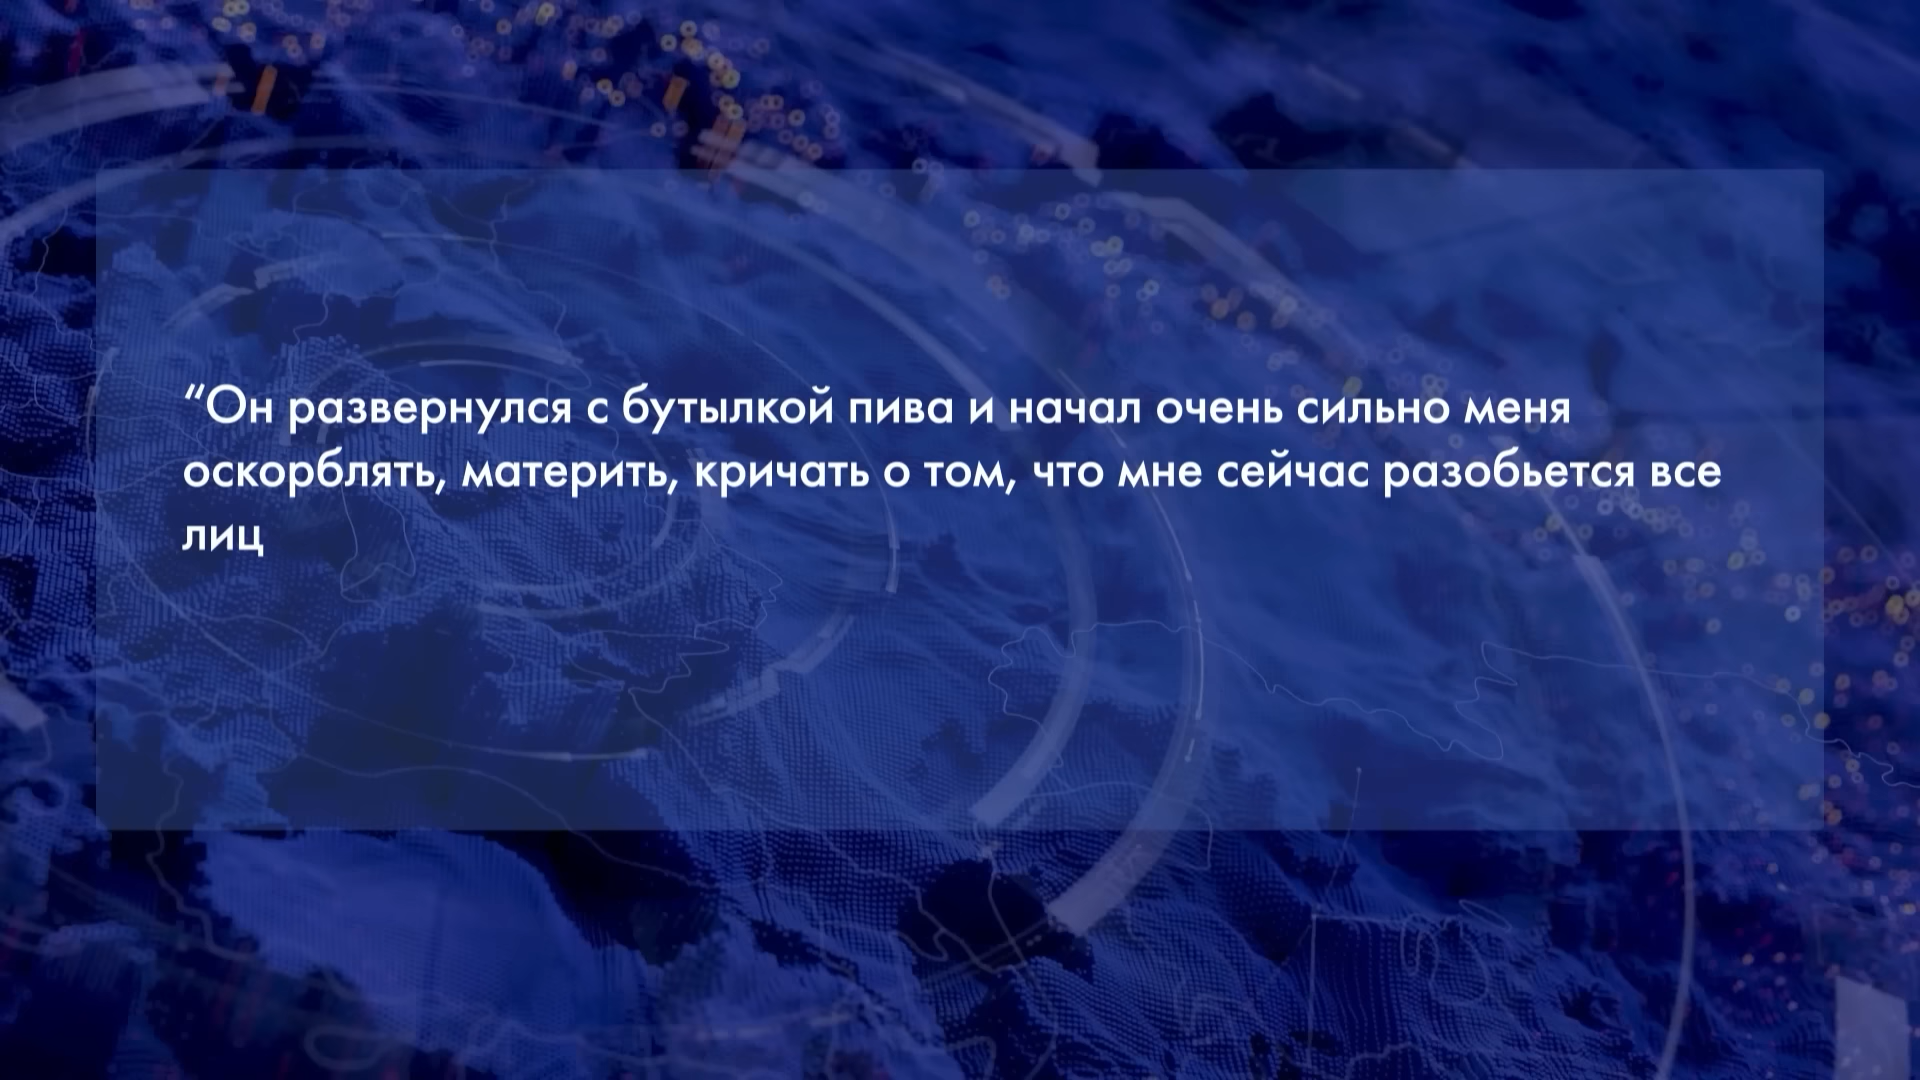 “Он развернулся с бутылкой пива и начал очень сильно меня
оскорблять, материть, кричать о том, что мне сейчас разобьется все
лиц